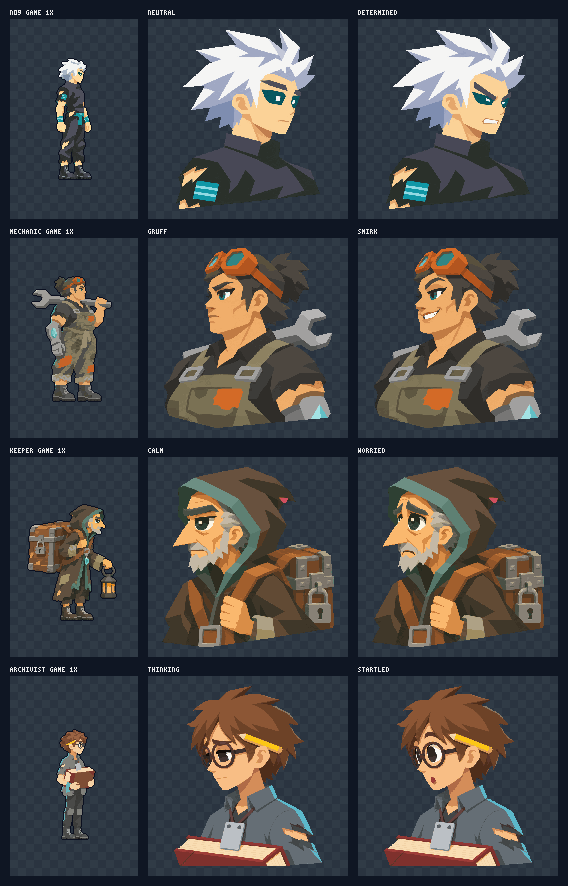 NO9 GAME 1X
NEUTRAL
DETERMINED
MECHANIC GAME 1X
GRUFF
SMIRK
KEEPER GAME 1X
CALM
WORRIED
ARCHIVIST GAME 1X
THINKING
STARTLED